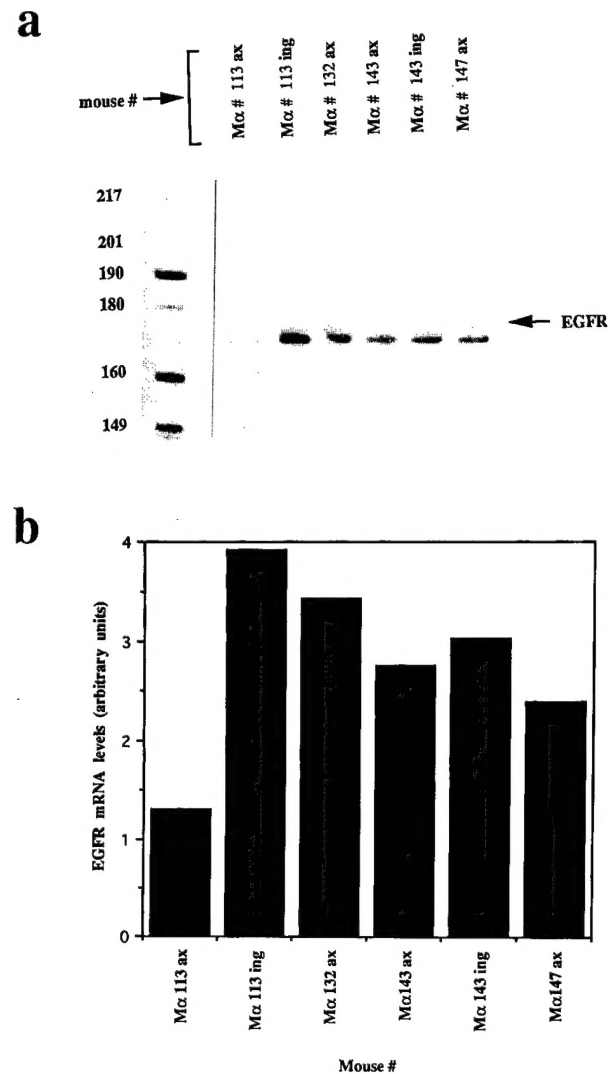 a
mouse #
Mα # 113 ax
Mα # 113 ing
Mα # 132 ax
Mα # 143 ax
Mα # 143 ing
Mα # 147 ax
217
201
190
180
160
149
EGFR
b
EGFR mRNA levels (arbitrary units)
4
3
2
1
0
Mα 113 ax
Mα 113 ing
Mα 132 ax
Mα143 ax
Mα 143 ing
Mα147 ax
Mouse #